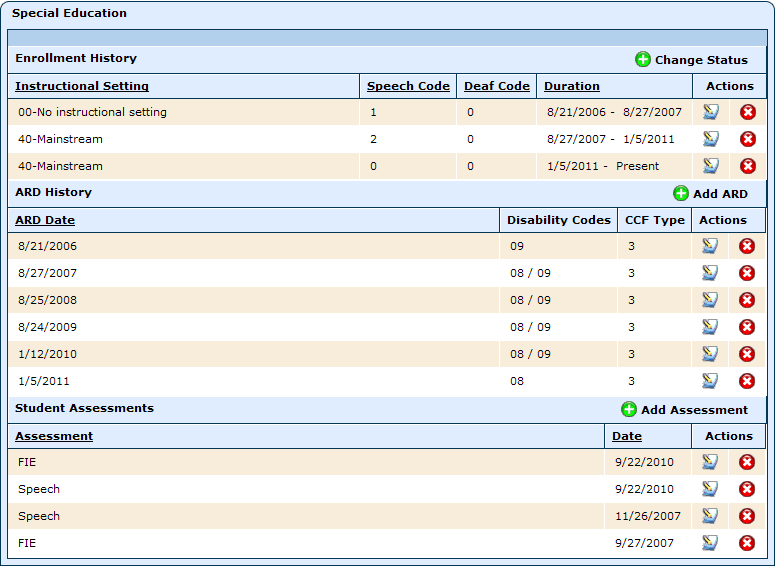 Special Education
Enrollment History Change Status
Instructional Setting Speech Code Deaf Code Duration Actions
00-No instructional setting 1 0 8/21/2006 - 8/27/2007
40-Mainstream 2 0 8/27/2007 - 1/5/2011
40-Mainstream 0 0 1/5/2011 - Present
ARD History Add ARD
ARD Date Disability Codes CCF Type Actions
8/21/2006 09 3
8/27/2007 08 / 09 3
8/25/2008 08 / 09 3
8/24/2009 08 / 09 3
1/12/2010 08 / 09 3
1/5/2011 08 3
Student Assessments Add Assessment
Assessment Date Actions
FIE 9/22/2010
Speech 9/22/2010
Speech 11/26/2007
FIE 9/27/2007